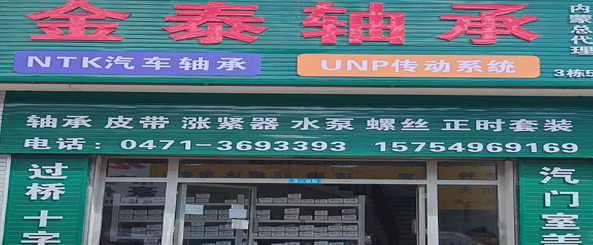 金泰轴承
内蒙总代理
NTK汽车轴承
UNP传动系统
3栋5
轴承 皮带 涨紧器 水泵 螺丝 正时套装
电话：0471-3693393 15754969169
过桥十字
汽门室盖